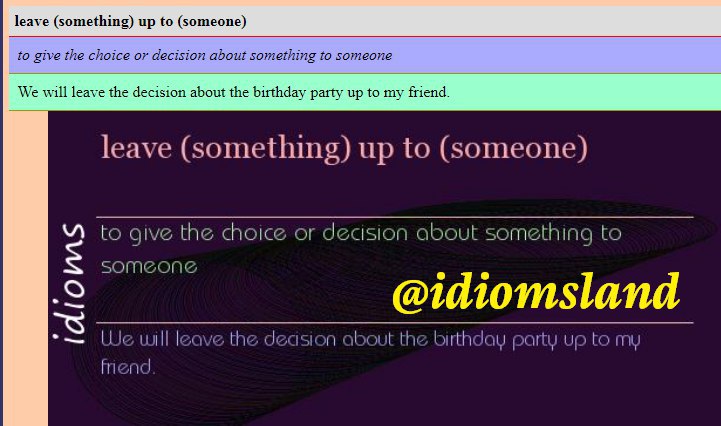 leave (something) up to (someone)
to give the choice or decision about something to someone
We will leave the decision about the birthday party up to my friend.
leave (something) up to (someone)
idioms
to give the choice or decision about something to
someone
@idiomsland
We will leave the decision about the birthday party up to my
friend.